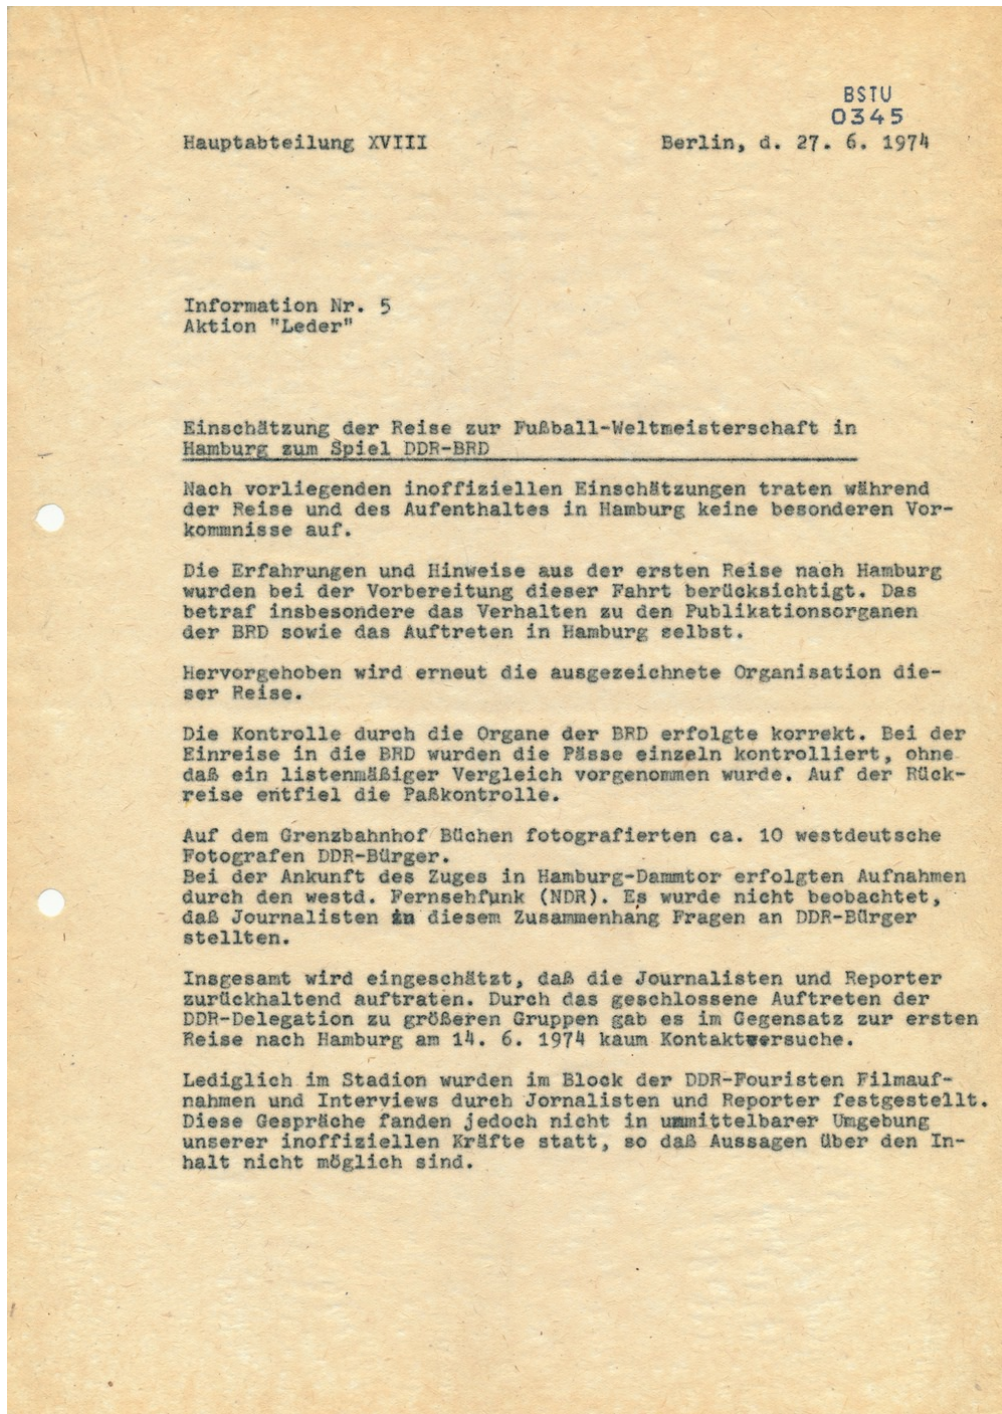 BSTU
0345
Hauptabteilung XVIII Berlin, d. 27. 6. 1974
Information Nr. 5
Aktion "Leder"
Einschätzung der Reise zur Fußball-Weltmeisterschaft in
Hamburg zum Spiel DDR-BRD
Nach vorliegenden inoffiziellen Einschätzungen traten während
der Reise und des Aufenthaltes in Hamburg keine besonderen Vor-
kommnisse auf.
Die Erfahrungen und Hinweise aus der ersten Reise nach Hamburg
wurden bei der Vorbereitung dieser Fahrt berücksichtigt. Das
betraf insbesondere das Verhalten zu den Publikationsorganen
der BRD sowie das Auftreten in Hamburg selbst.
Hervorgehoben wird erneut die ausgezeichnete Organisation die-
ser Reise.
Die Kontrolle durch die Organe der BRD erfolgte korrekt. Bei der
Einreise in die BRD wurden die Pässe einzeln kontrolliert, ohne
daß ein listenmäßiger Vergleich vorgenommen wurde. Auf der Rück-
reise entfiel die Paßkontrolle.
Auf dem Grenzbahnhof Büchen fotografierten ca. 10 westdeutsche
Fotografen DDR-Bürger.
Bei der Ankunft des Zuges in Hamburg-Dammtor erfolgten Aufnahmen
durch den westd. Fernsehfunk (NDR). Es wurde nicht beobachtet,
daß Journalisten in diesem Zusammenhang Fragen an DDR-Bürger
stellten.
Insgesamt wird eingeschätzt, daß die Journalisten und Reporter
zurückhaltend auftraten. Durch das geschlossene Auftreten der
DDR-Delegation zu größeren Gruppen gab es im Gegensatz zur ersten
Reise nach Hamburg am 14. 6. 1974 kaum Kontaktversuche.
Lediglich im Stadion wurden im Block der DDR-Fouristen Filmauf-
nahmen und Interviews durch Jornalisten und Reporter festgestellt.
Diese Gespräche fanden jedoch nicht in unmittelbarer Umgebung
unserer inoffiziellen Kräfte statt, so daß Aussagen über den In-
halt nicht möglich sind.